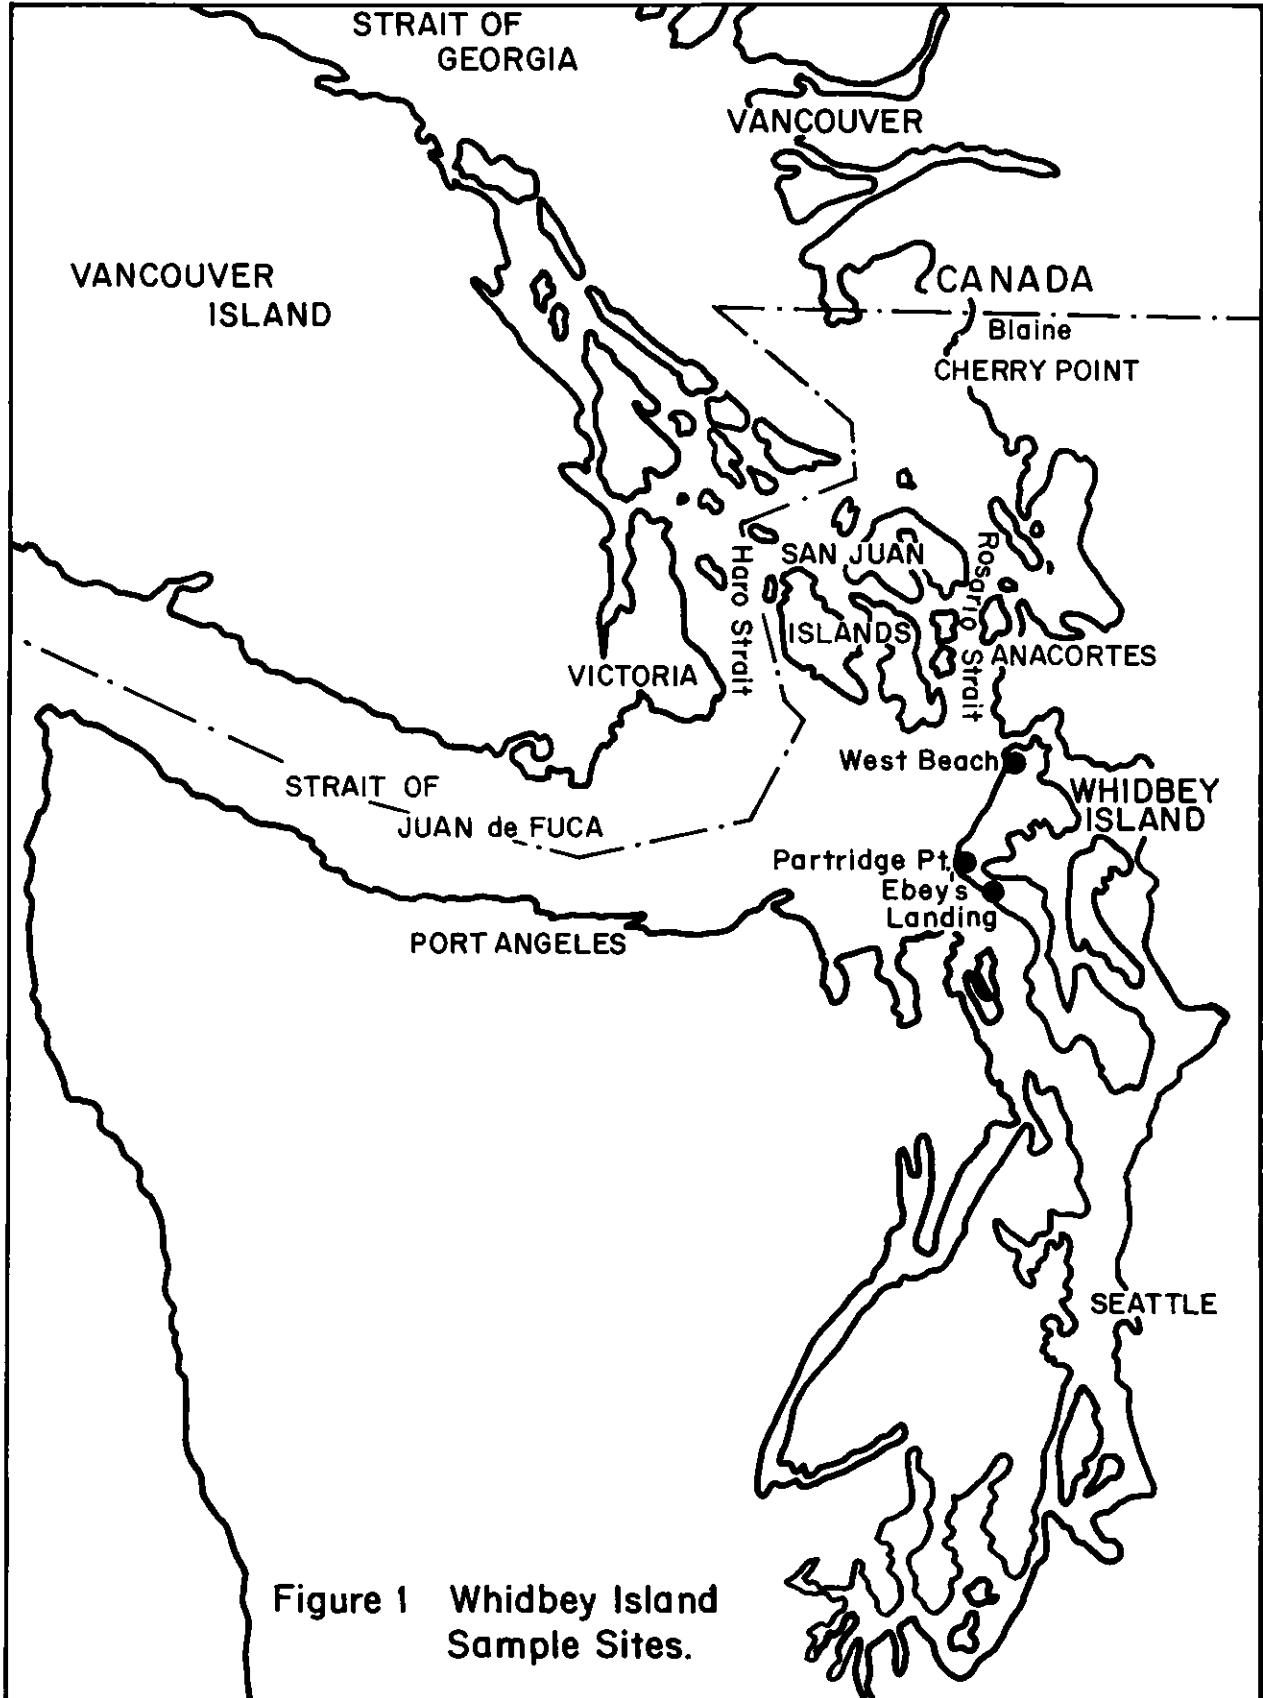 STRAIT OF
GEORGIA
VANCOUVER
VANCOUVER
ISLAND
CANADA
Blaine
CHERRY POINT
Haro Strait
SAN JUAN
ISLANDS
Rosario Strait
ANACORTES
VICTORIA
West Beach
WHIDBEY
ISLAND
STRAIT OF
JUAN de FUCA
Partridge Pt.
Ebey's
Landing
PORT ANGELES
SEATTLE
Figure 1 Whidbey Island
Sample Sites.